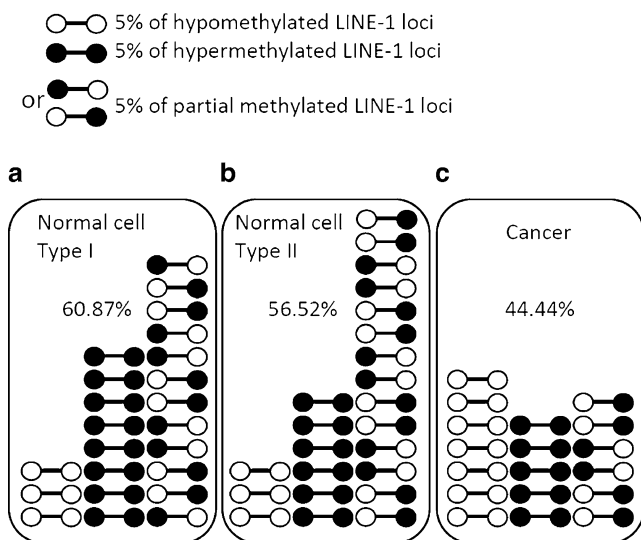 5% of hypomethylated LINE-1 loci
5% of hypermethylated LINE-1 loci
or
5% of partial methylated LINE-1 loci
a
b
c
Normal cell
Type I
60.87%
Normal cell
Type II
56.52%
Cancer
44.44%